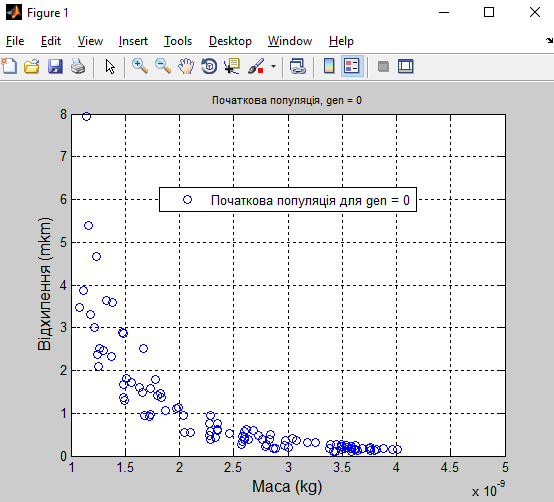 Figure 1
File Edit View Insert Tools Desktop Window Help
Початкова популяція, gen = 0
Початкова популяція для gen = 0
Відхипення (mkm)
8
7
6
5
4
3
2
1
0
1 1.5 2 2.5 3 3.5 4 4.5 5
x 10⁻⁹
Маса (kg)